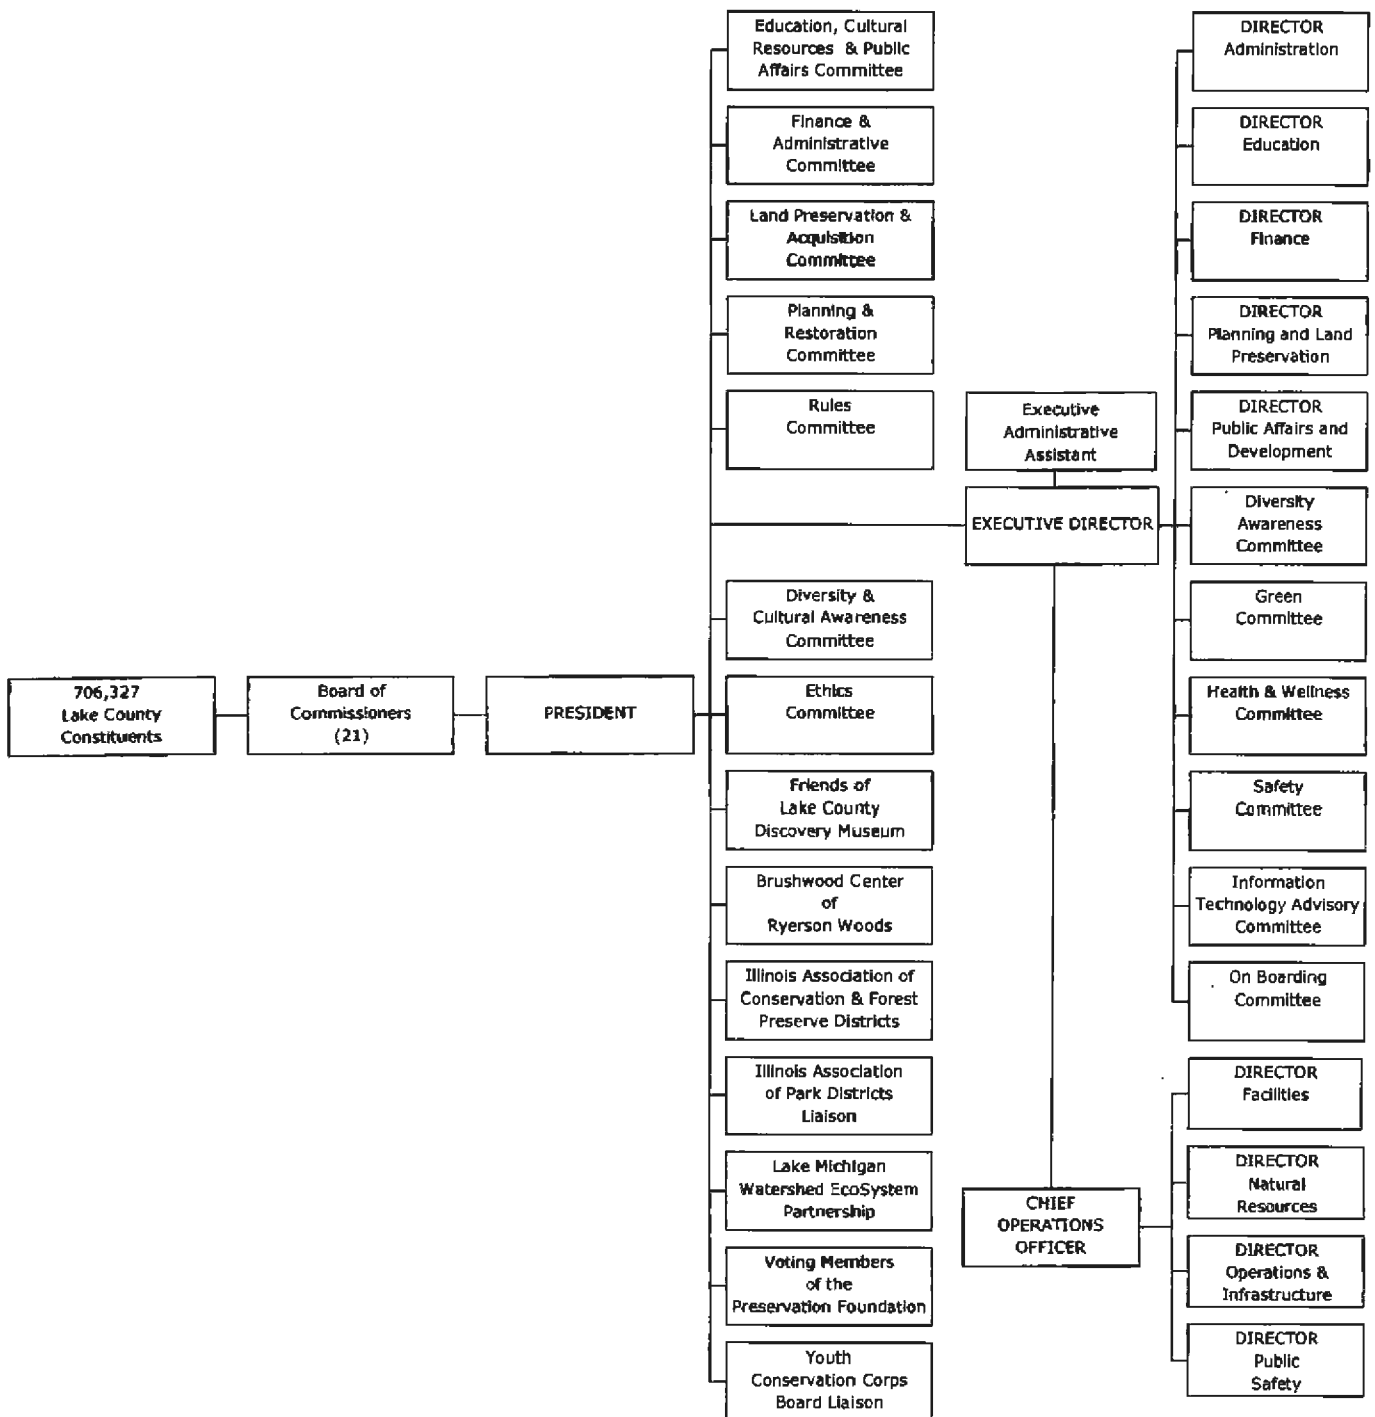 706,327
Lake County
Constituents
Board of
Commissioners
(21)
PRESIDENT
Education, Cultural
Resources & Public
Affairs Committee
Finance &
Administrative
Committee
Land Preservation &
Acquisition
Committee
Planning &
Restoration
Committee
Rules
Committee
Diversity &
Cultural Awareness
Committee
Ethics
Committee
Friends of
Lake County
Discovery Museum
Brushwood Center
of
Ryerson Woods
Illinois Association of
Conservation & Forest
Preserve Districts
Illinois Association
of Park Districts
Liaison
Lake Michigan
Watershed EcoSystem
Partnership
Voting Members
of the
Preservation Foundation
Youth
Conservation Corps
Board Liaison
Executive
Administrative
Assistant
EXECUTIVE DIRECTOR
CHIEF
OPERATIONS
OFFICER
DIRECTOR
Administration
DIRECTOR
Education
DIRECTOR
Finance
DIRECTOR
Planning and Land
Preservation
DIRECTOR
Public Affairs and
Development
Diversity
Awareness
Committee
Green
Committee
Health & Wellness
Committee
Safety
Committee
Information
Technology Advisory
Committee
On Boarding
Committee
DIRECTOR
Facilities
DIRECTOR
Natural
Resources
DIRECTOR
Operations &
Infrastructure
DIRECTOR
Public
Safety